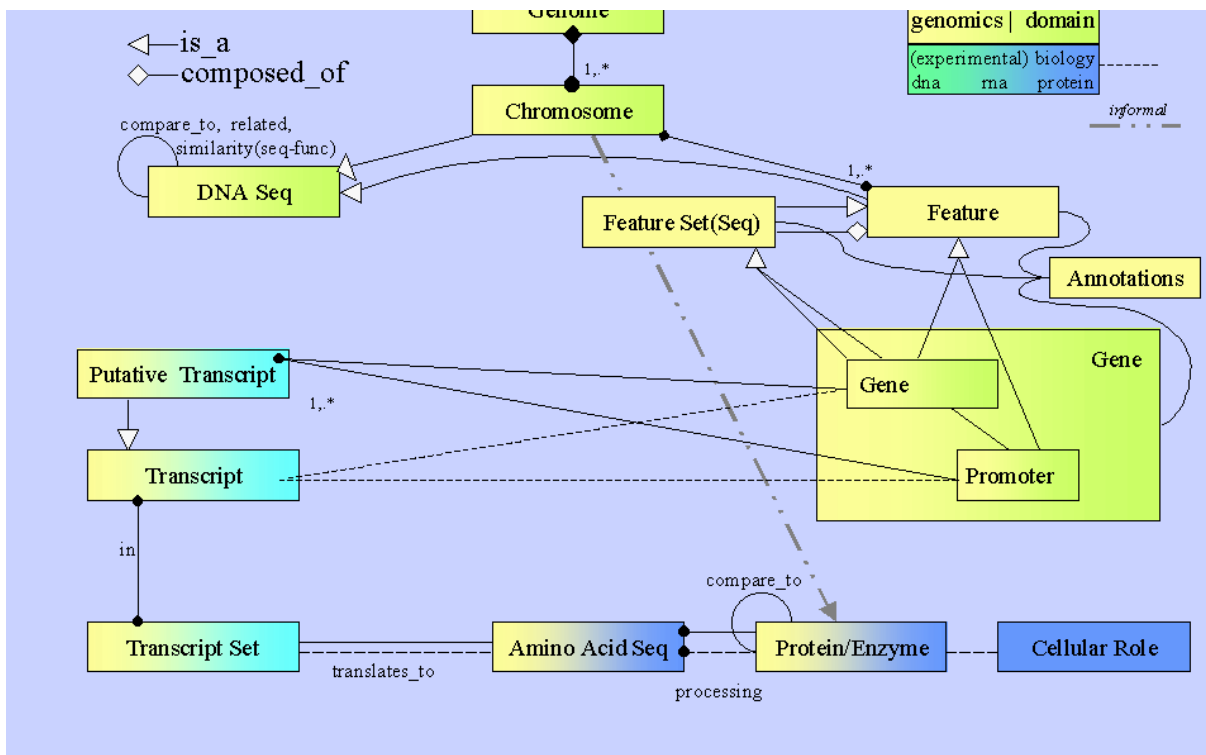 Genome
genomics | domain
is_a
(experimental) biology
composed_of
dna rna protein
1,.*
informal
Chromosome
compare_to, related,
similarity(seq-func)
1,.*
DNA Seq
Feature Set(Seq)
Feature
Annotations
Gene
Putative Transcript
Gene
1,.*
Transcript
Promoter
in
compare_to
Transcript Set
Amino Acid Seq
Protein/Enzyme
Cellular Role
translates_to
processing